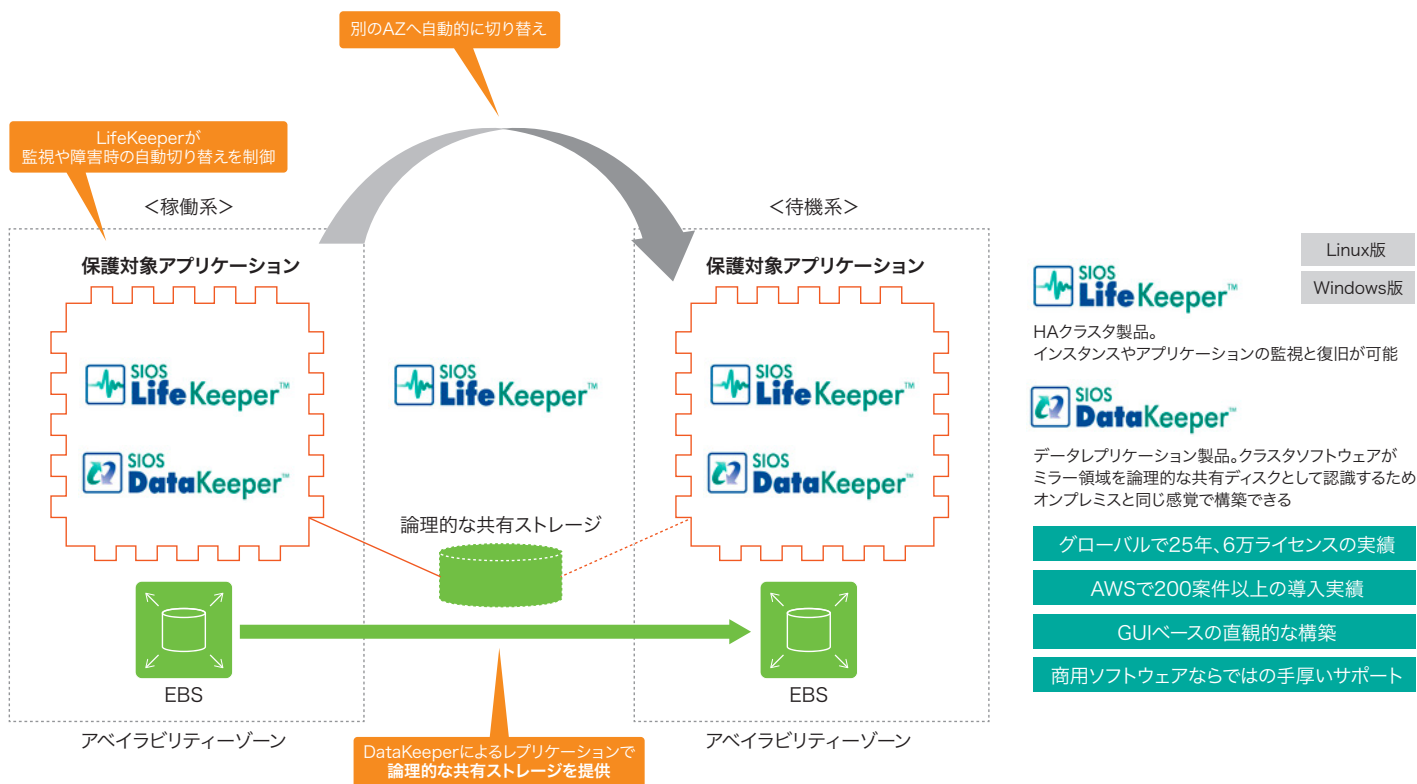 別のAZへ自動的に切り替え
LifeKeeperが
監視や障害時の自動切り替えを制御
＜稼働系＞
＜待機系＞
保護対象アプリケーション
保護対象アプリケーション
SIOS
LifeKeeper™
SIOS
DataKeeper™
SIOS
LifeKeeper™
SIOS
LifeKeeper™
SIOS
DataKeeper™
論理的な共有ストレージ
EBS
EBS
アベイラビリティーゾーン
アベイラビリティーゾーン
DataKeeperによるレプリケーションで
論理的な共有ストレージを提供
Linux版
Windows版
SIOS
LifeKeeper™
HAクラスタ製品。
インスタンスやアプリケーションの監視と復旧が可能
SIOS
DataKeeper™
データレプリケーション製品。クラスタソフトウェアが
ミラー領域を論理的な共有ディスクとして認識するため
オンプレミスと同じ感覚で構築できる
グローバルで25年、6万ライセンスの実績
AWSで200案件以上の導入実績
GUIベースの直観的な構築
商用ソフトウェアならではの手厚いサポート